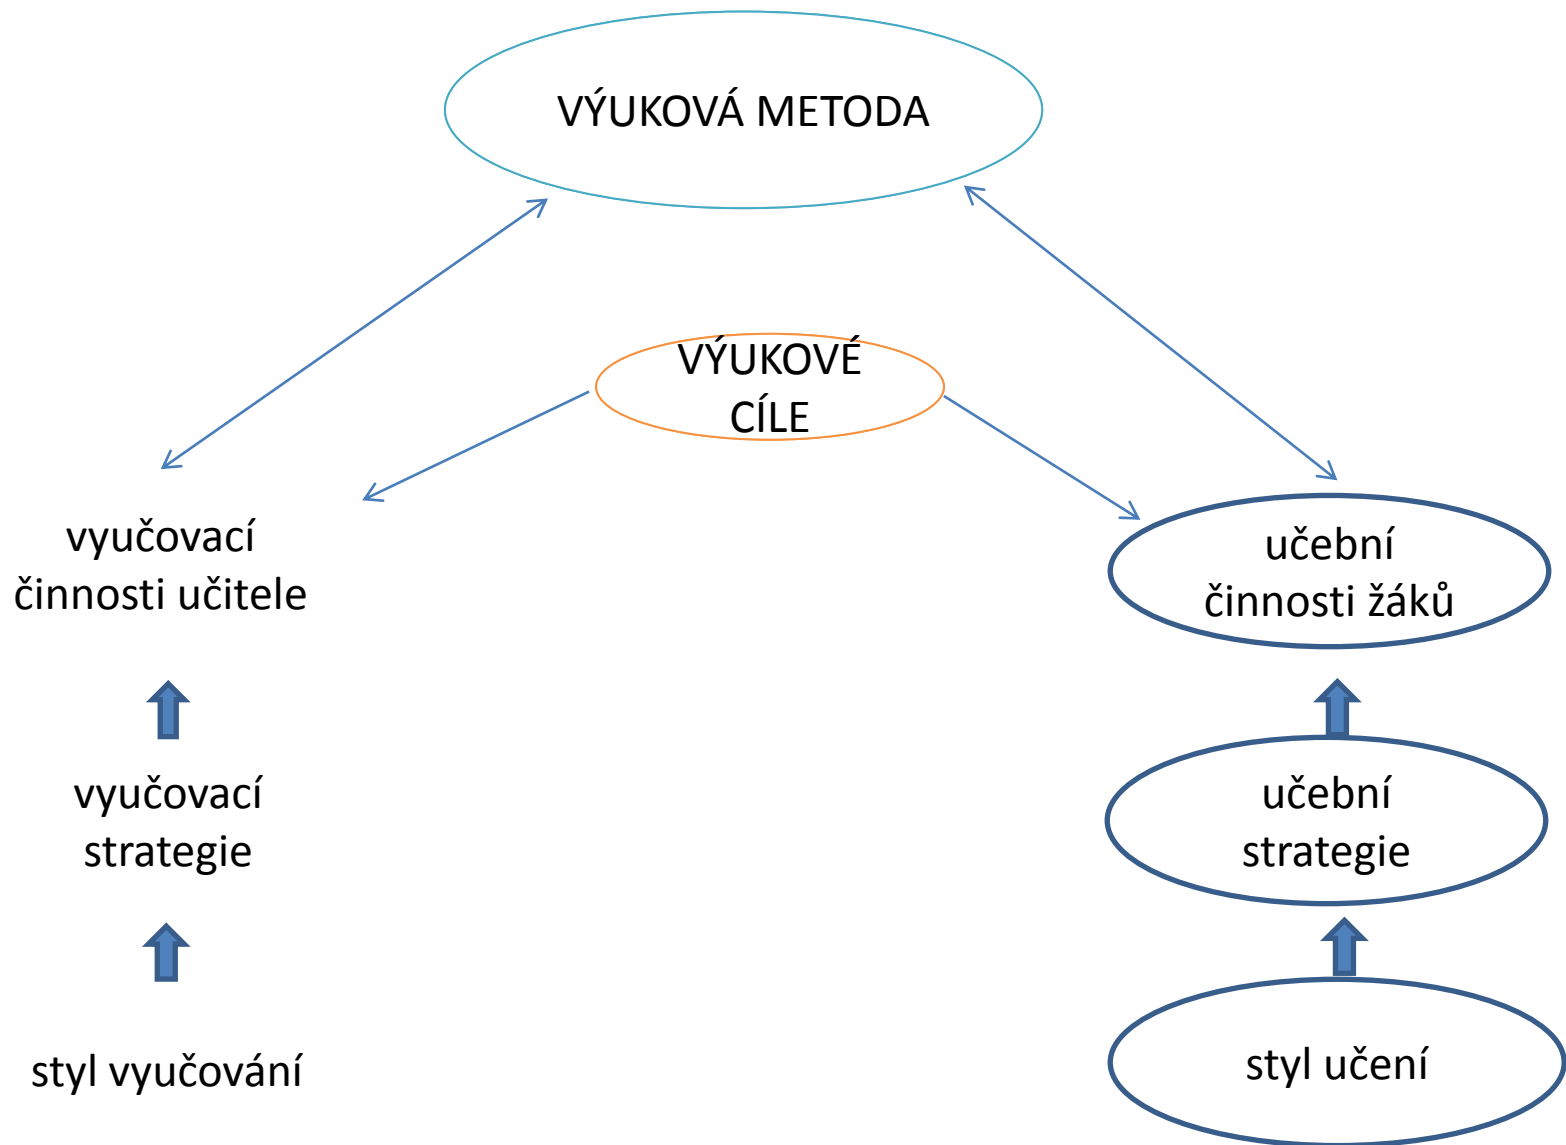 VÝUKOVÁ METODA
VÝUKOVÉ
CÍLE
vyučovací
činnosti učitele
učební
činnosti žáků
vyučovací
strategie
učební
strategie
styl vyučování
styl učení